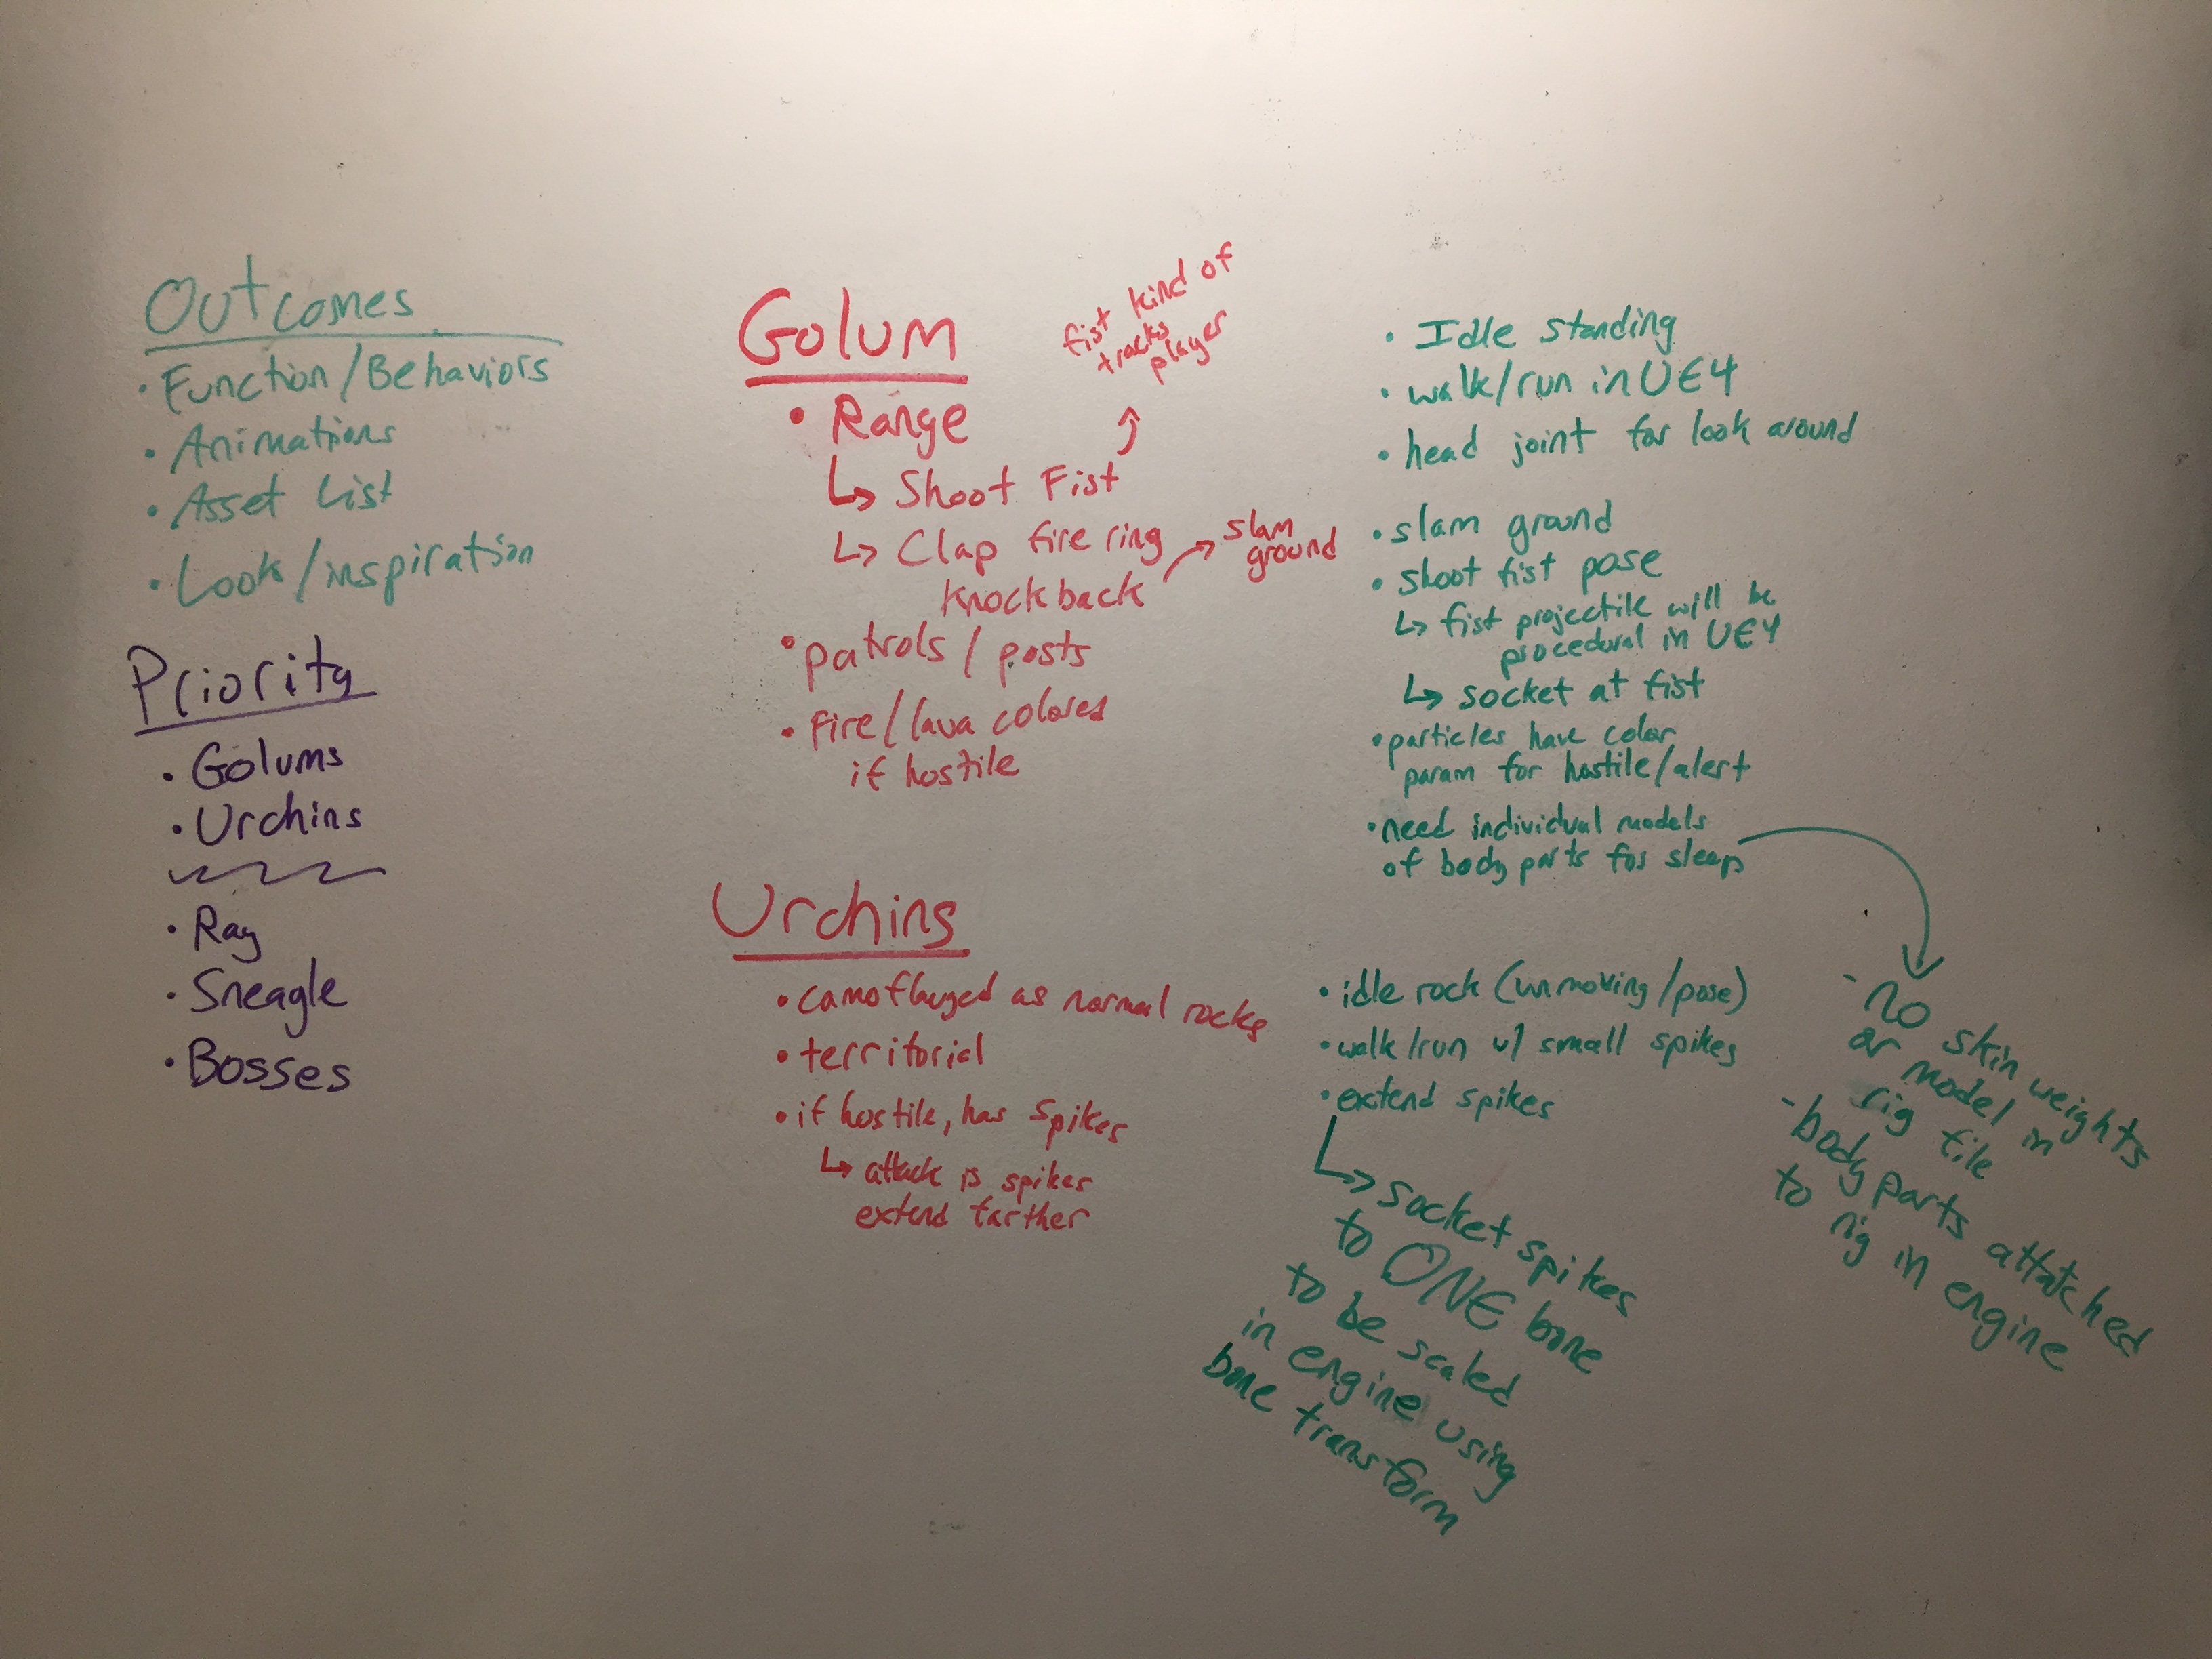 Outcomes
• Function/Behaviors
• Animations
• Asset List
• Look/inspiration
Priority
• Golums
• Urchins
• Ray
• Sneagle
• Bosses
Golum
• Range
↳ Shoot Fist
fist kind of
tracks
player
↳ Clap fire ring
knockback
slam
ground
• patrols / posts
• fire/lava colored
if hostile
• Idle standing
• walk/run in UE4
• head joint for look around
• slam ground
• shoot fist pose
↳ fist projectile will be
procedural in UE4
↳ socket at fist
• particles have color
param for hostile/alert
• need individual models
of body parts for sleep
- no skin weights
or model in
rig file
- body parts attatched
to rig in engine
Urchins
• camoflauged as normal rocks
• territorial
• if hostile, has spikes
↳ attack is spikes
extend farther
• idle rock (unmoving/pose)
• walk/run w/ small spikes
• extend spikes
↳ socket spikes
to ONE bone
to be scaled
in engine using
bone transform